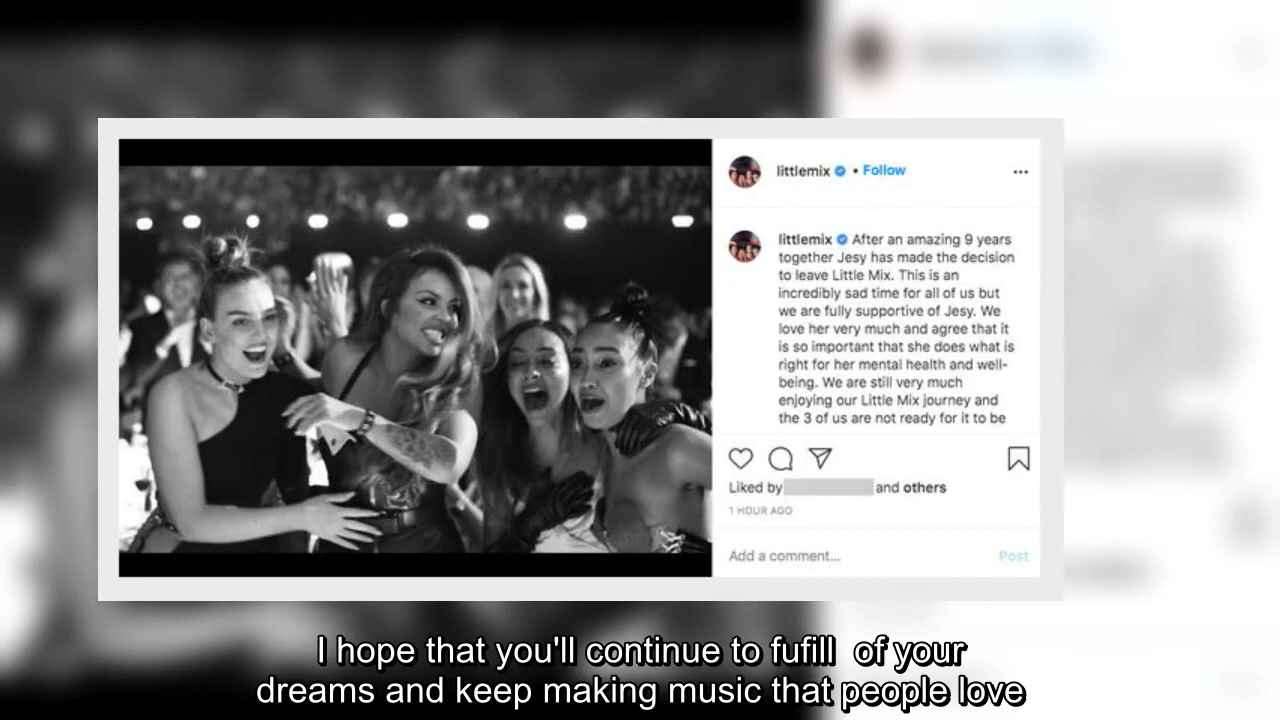 littlemix • Follow
littlemix After an amazing 9 years
together Jesy has made the decision
to leave Little Mix. This is an
incredibly sad time for all of us but
we are fully supportive of Jesy. We
love her very much and agree that it
is so important that she does what is
right for her mental health and well-
being. We are still very much
enjoying our Little Mix journey and
the 3 of us are not ready for it to be
Liked by and others
1 HOUR AGO
Add a comment... Post
I hope that you'll continue to fufill of your
dreams and keep making music that people love